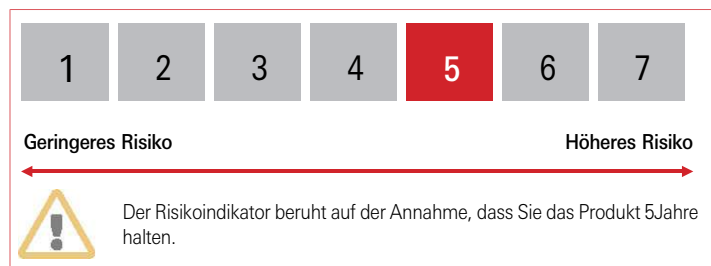 1 2 3 4 5 6 7
Geringeres Risiko Höheres Risiko
Der Risikoindikator beruht auf der Annahme, dass Sie das Produkt 5Jahre
halten.